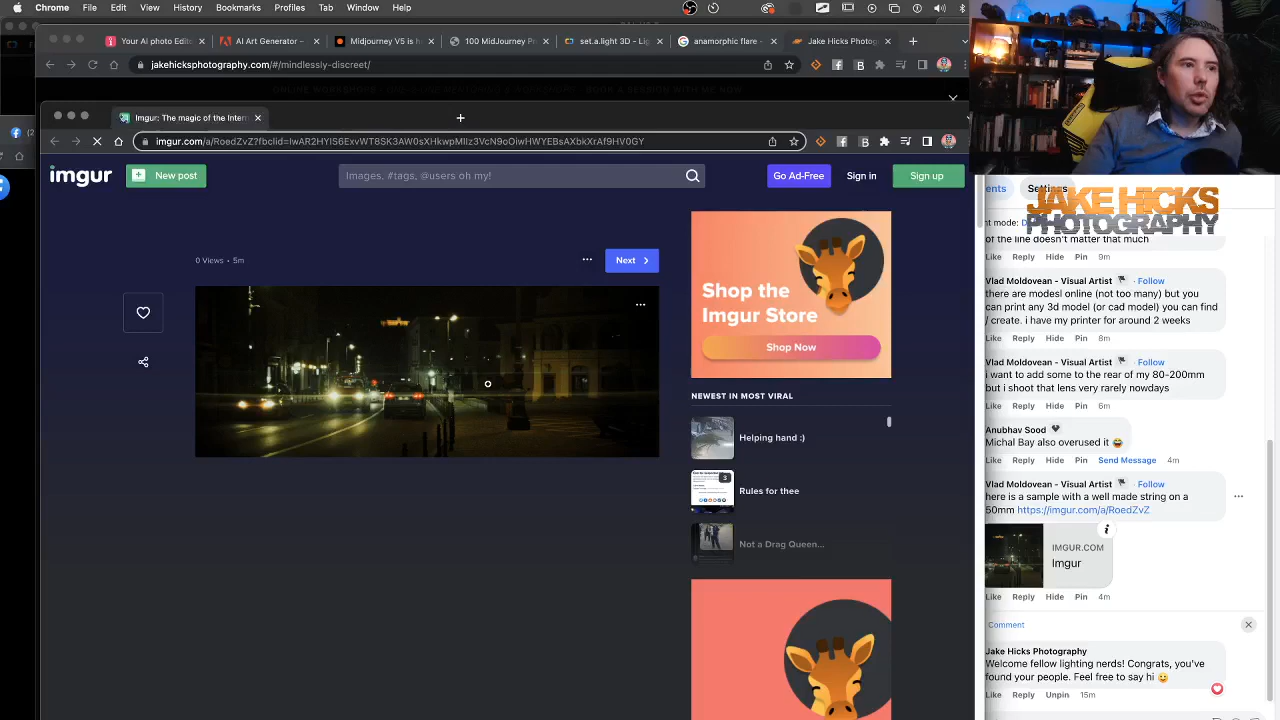 Chrome File Edit View History Bookmarks Profiles Tab Window Help
Your Ai photo Edito
AI Art Generator
100 MidJourney P
set.a.light 3D - Lig
anamorphic flare -
Jake Hicks Photog
jakehicksphotography.com/
Imgur: The magic of the Intern
imgur.com/a/RoedZvZ?fbclid=
imgur
New post
Images, #tags, @users oh my!
Go Ad-Free
Sign in
Sign up
0 Views • 5m
Next
Shop the
Imgur Store
Shop Now
NEWEST IN MOST VIRAL
Helping hand :)
Rules for thee
3
Not a Drag Queen...
ents
Settings
JAKE HICKS
PHOTOGRAPHY
nt mode:
of the line doesn't matter that much
Like Reply Hide Pin 9m
Vlad Moldovean - Visual Artist · Follow
there are modesl online (not too many) but you
can print any 3d model (or cad model) you can find
/ create. i have my printer for around 2 weeks
Like Reply Hide Pin 8m
Vlad Moldovean - Visual Artist · Follow
i want to add some to the rear of my 80-200mm
but i shoot that lens very rarely nowdays
Like Reply Hide Pin 6m
Anubhav Sood
Michal Bay also overused it 😂
Like Reply Hide Pin Send Message 4m
Vlad Moldovean - Visual Artist · Follow
here is a sample with a well made string on a
50mm https://imgur.com/a/RoedZvZ
IMGUR.COM
Imgur
Like Reply Hide Pin 4m
Comment
Jake Hicks Photography
Welcome fellow lighting nerds! Congrats, you've
found your people. Feel free to say hi 😉
Like Reply Unpin 15m